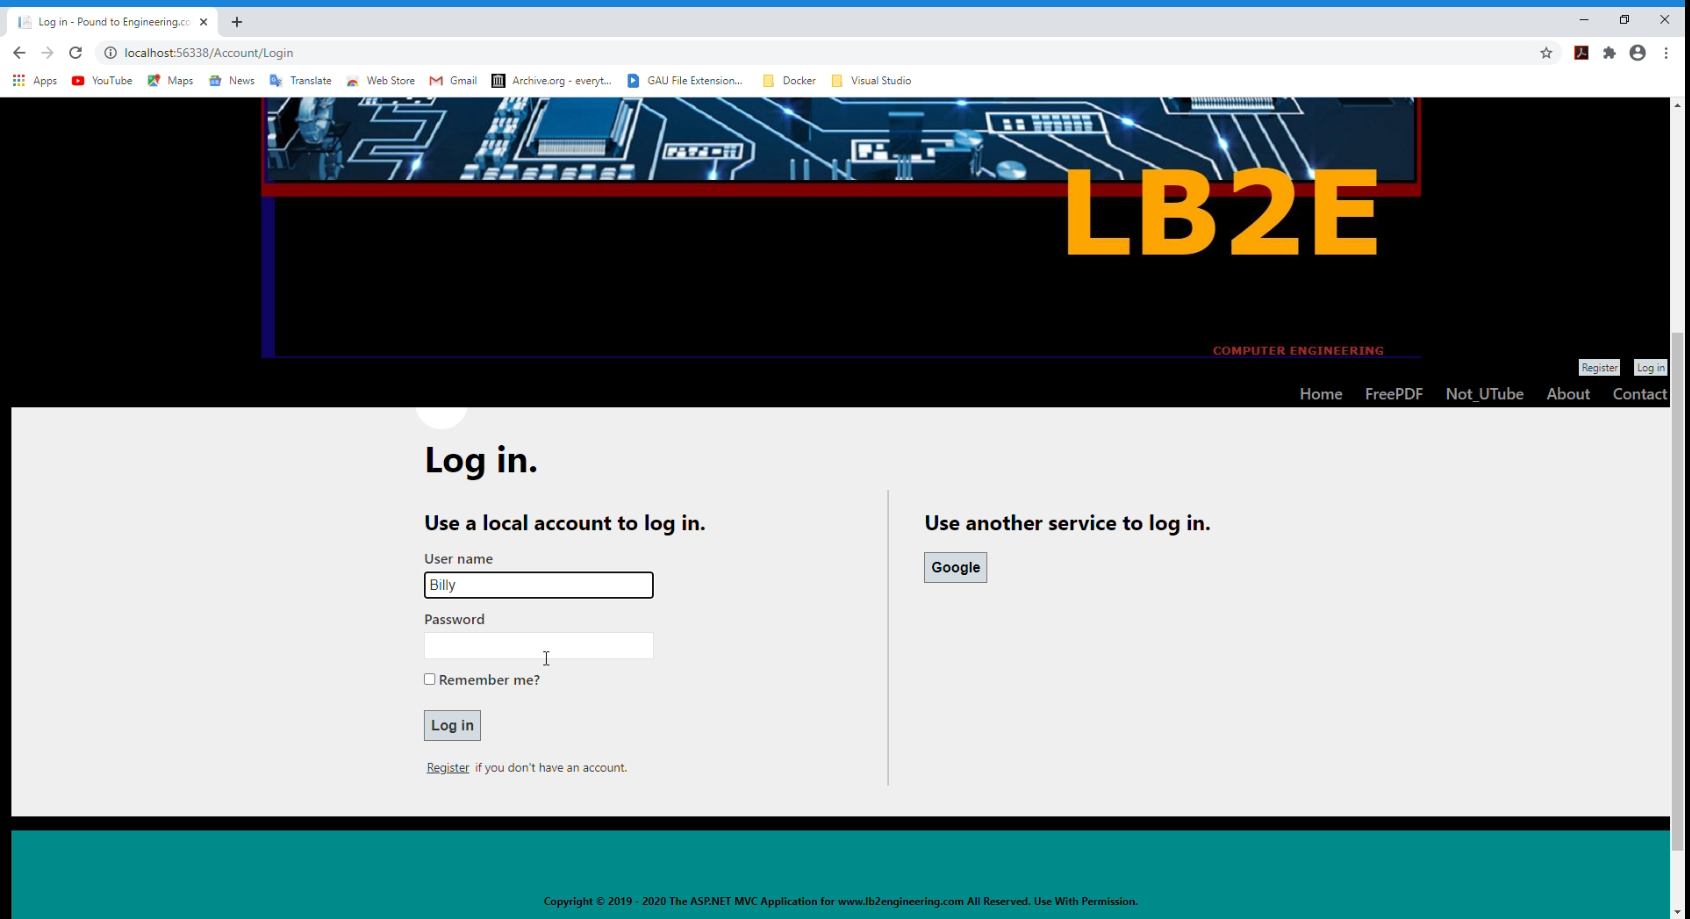 Log in - Pound to Engineering.co
localhost:56338/Account/Login
Apps YouTube Maps News Translate Web Store Gmail Archive.org - everyt... GAU File Extension... Docker Visual Studio
LB2E
COMPUTER ENGINEERING
Register Log in
Home FreePDF Not_UTube About Contact
Log in.
Use a local account to log in.
User name
Billy
Password
Remember me?
Log in
Register if you don't have an account.
Use another service to log in.
Google
Copyright © 2019 - 2020 The ASP.NET MVC Application for www.lb2engineering.com All Reserved. Use With Permission.